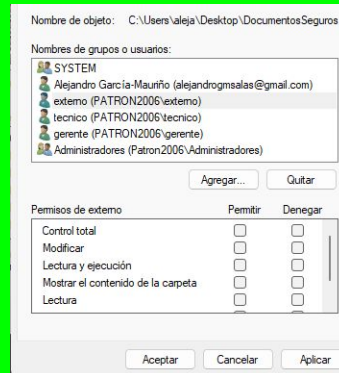 Nombre de objeto: C:\Users\aleja\Desktop\DocumentosSeguros
Nombres de grupos o usuarios:
SYSTEM
Alejandro García-Mauriño (alejandrogmsalas@gmail.com)
externo (PATRON2006\externo)
tecnico (PATRON2006\tecnico)
gerente (PATRON2006\gerente)
Administradores (Patron2006\Administradores)
Agregar... Quitar
Permisos de externo Permitir Denegar
Control total
Modificar
Lectura y ejecución
Mostrar el contenido de la carpeta
Lectura
Aceptar Cancelar Aplicar